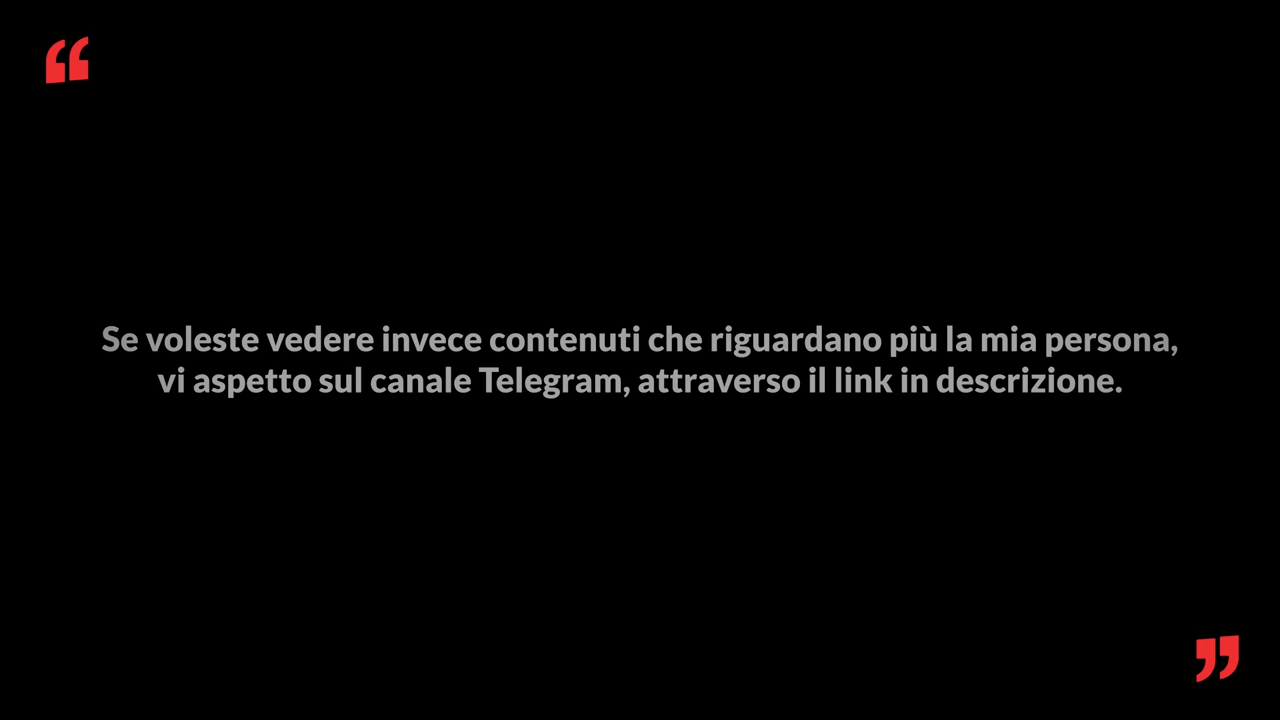 Se voleste vedere invece contenuti che riguardano più la mia persona,
vi aspetto sul canale Telegram, attraverso il link in descrizione.